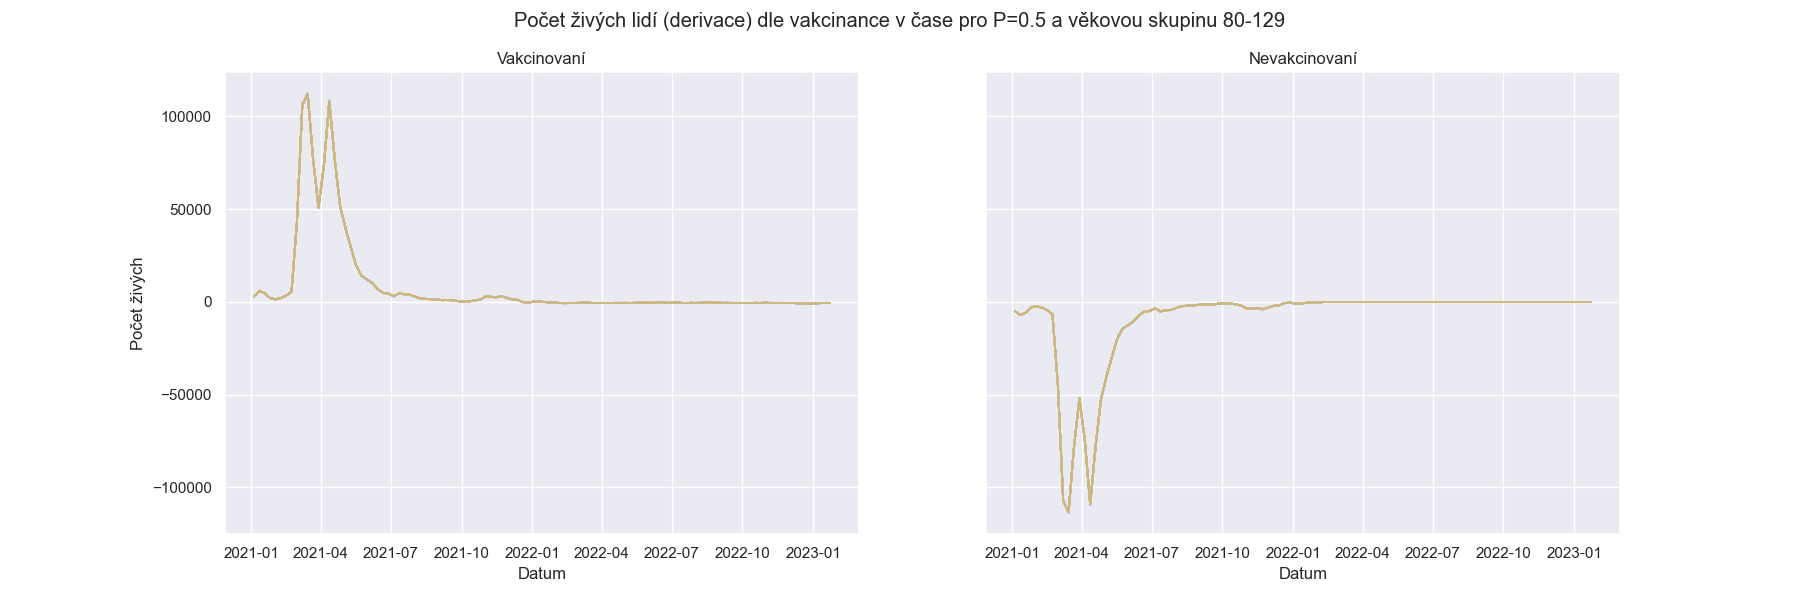 Počet živých lidí (derivace) dle vakcinance v čase pro P=0.5 a věkovou skupinu 80-129
Vakcinovaní
Nevakcinovaní
Počet živých
100000
50000
0
−50000
−100000
2021-01 2021-04 2021-07 2021-10 2022-01 2022-04 2022-07 2022-10 2023-01
Datum
2021-01 2021-04 2021-07 2021-10 2022-01 2022-04 2022-07 2022-10 2023-01
Datum